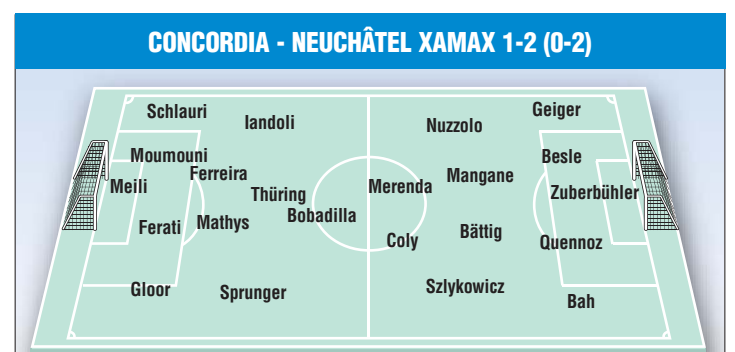 CONCORDIA - NEUCHÂTEL XAMAX 1-2 (0-2)
Schlauri
Iandoli
Nuzzolo
Geiger
Moumouni
Ferreira
Meili
Thüring
Bobadilla
Merenda
Mangane
Besle
Zuberbühler
Ferati
Mathys
Coly
Bättig
Quennoz
Gloor
Sprunger
Szlykowicz
Bah